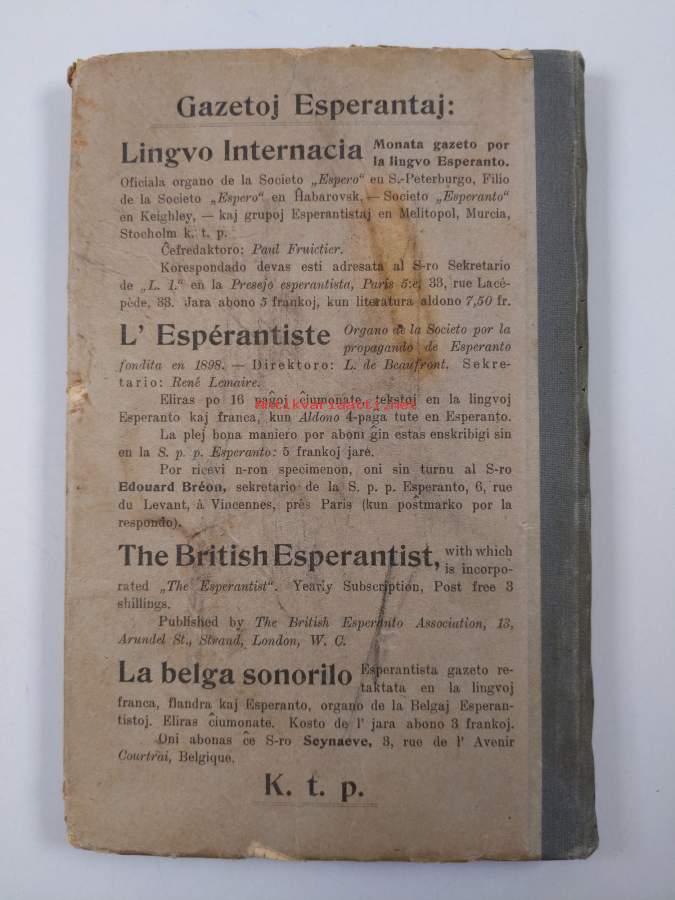 Gazetoj Esperantaj:
Lingvo Internacia Monata gazeto por
la lingvo Esperanto.
Oficiala organo de la Societo „Espero" en S.-Peterburgo, Filio
de la Societo „Espero" en Ĥabarovsk, — Societo „Esperanto"
en Keighley, — kaj grupoj Esperantistaj en Melitopol, Murcia,
Stocholm k. t. p.
Ĉefredaktoro: Paul Fruictier.
Korespondado devas esti adresata al S-ro Sekretario
de „L. I." en la Presejo esperantista, Paris 5:e, 33, rue Lacé-
pède, 33. Jara abono 5 frankoj, kun literatura aldono 7,50 fr.
L' Espérantiste Organo de la Societo por la
propagando de Esperanto
fondita en 1898. — Direktoro: L. de Beaufront. Sekre-
tario: René Lemaire.
Eliras po 16 paĝoj ĉiumonate, tekstoj en la lingvoj
Esperanto kaj franca, kun Aldono 4-paĝa tute en Esperanto.
antikvariaatti.net
La plej bona maniero por aboni ĝin estas enskribigi sin
en la S. p. p. Esperanto: 5 frankoj jare.
Por ricevi n-ron specimenon, oni sin turnu al S-ro
Edouard Bréon, sekretario de la S. p. p. Esperanto, 6, rue
du Levant, à Vincennes, près Paris (kun poŝtmarko por la
respondo).
The British Esperantist, with which
is incorpo-
rated „The Esperantist". Yearly Subscription, Post free 3
shillings.
Published by The British Esperanto Association, 13,
Arundel St., Strand, London, W. C.
La belga sonorilo Esperantista gazeto re-
taktata en la lingvoj
franca, flandra kaj Esperanto, organo de la Belgaj Esperan-
tistoj. Eliras ĉiumonate. Kosto de l' jara abono 3 frankoj.
Oni abonas ĉe S-ro Seynaeve, 3, rue de l' Avenir
Courtrai, Belgique.
K. t. p.